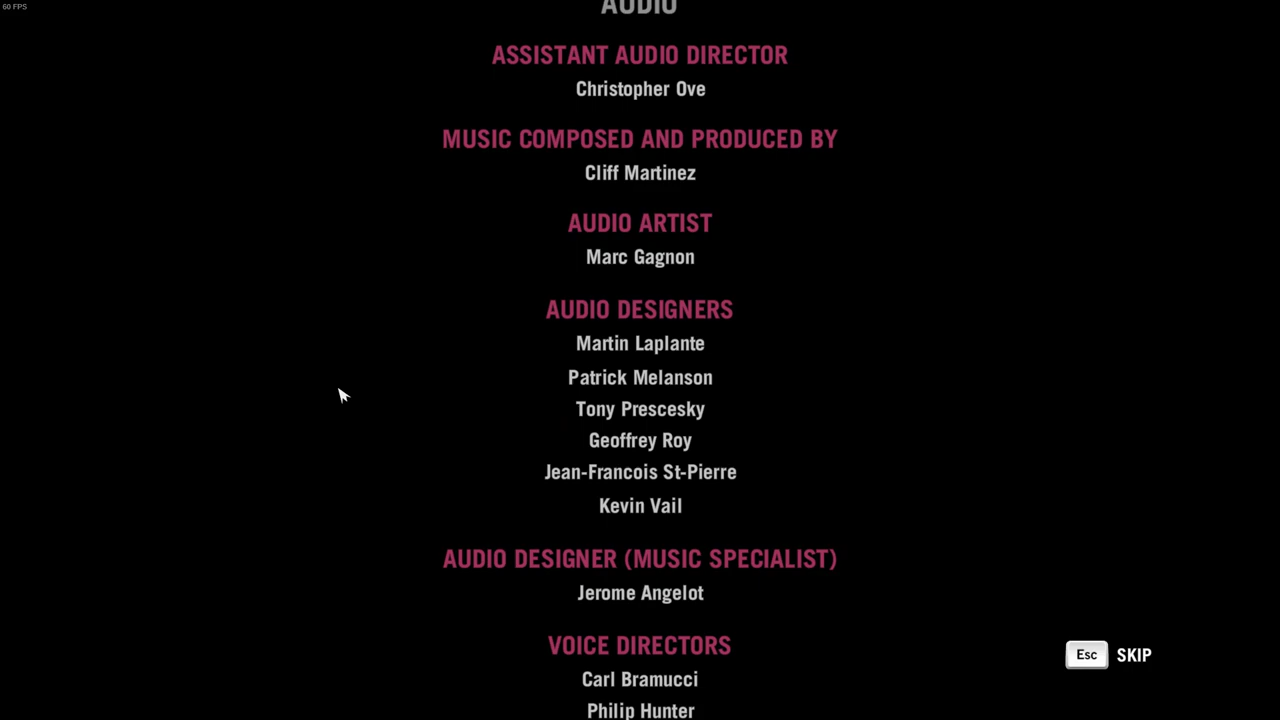 60 FPS
AUDIO
ASSISTANT AUDIO DIRECTOR
Christopher Ove
MUSIC COMPOSED AND PRODUCED BY
Cliff Martinez
AUDIO ARTIST
Marc Gagnon
AUDIO DESIGNERS
Martin Laplante
Patrick Melanson
Tony Prescesky
Geoffrey Roy
Jean-Francois St-Pierre
Kevin Vail
AUDIO DESIGNER (MUSIC SPECIALIST)
Jerome Angelot
VOICE DIRECTORS
Esc SKIP
Carl Bramucci
Philip Hunter